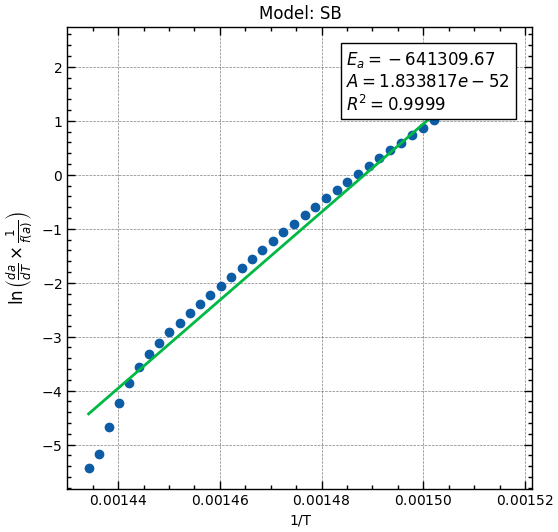 Model: SB
E_a = −641309.67
A = 1.833817e − 52
R^2 = 0.9999
2
1
0
−1
−2
−3
−4
−5
ln (da/dT × 1/f(a))
0.00144 0.00146 0.00148 0.00150 0.00152
1/T